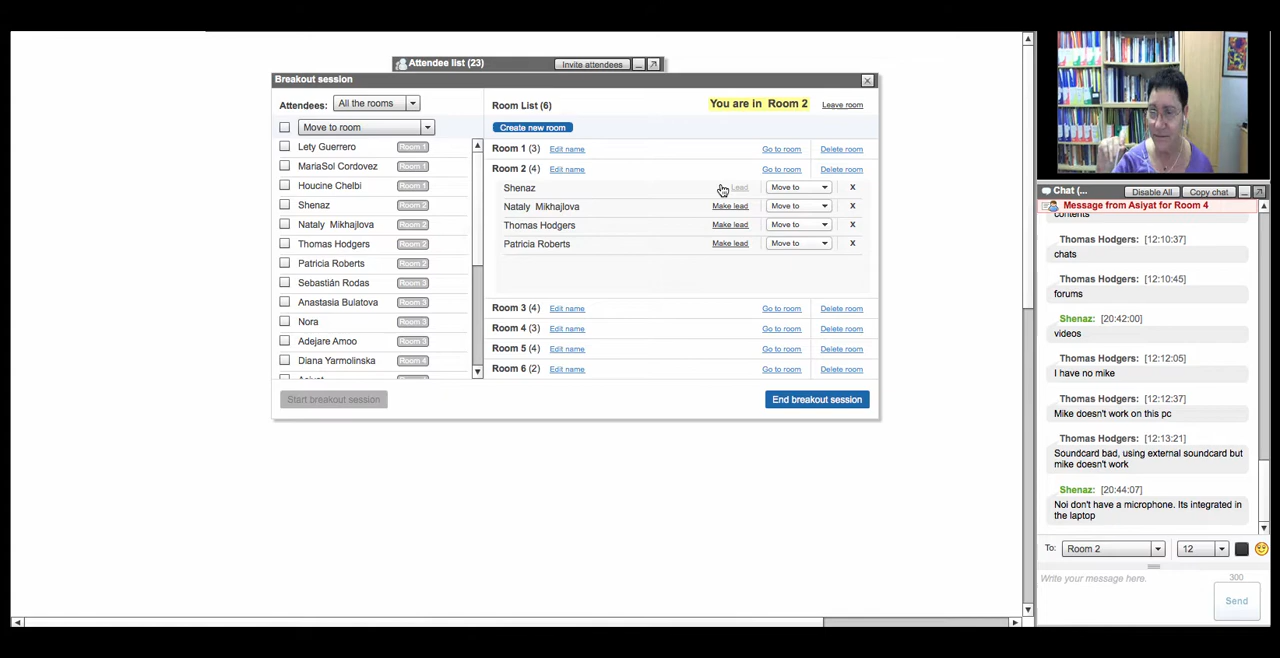 Attendee list (23)
Invite attendees
Breakout session
X
Attendees: All the rooms
Move to room
Lety Guerrero Room 1
MariaSol Cordovez Room 1
Houcine Chelbi Room 1
Shenaz Room 2
Nataly Mikhajlova Room 2
Thomas Hodgers Room 2
Patricia Roberts Room 2
Sebastián Rodas Room 3
Anastasia Bulatova Room 3
Nora Room 3
Adejare Amoo Room 3
Diana Yarmolinska Room 4
Start breakout session
Room List (6) You are in Room 2 Leave room
Create new room
Room 1 (3) Edit name Go to room Delete room
Room 2 (4) Edit name Go to room Delete room
Shenaz Lead Move to X
Nataly Mikhajlova Make lead Move to X
Thomas Hodgers Make lead Move to X
Patricia Roberts Make lead Move to X
Room 3 (4) Edit name Go to room Delete room
Room 4 (3) Edit name Go to room Delete room
Room 5 (4) Edit name Go to room Delete room
Room 6 (2) Edit name Go to room Delete room
End breakout session
Chat (... Disable All Copy chat
Message from Asiyat for Room 4
contents
Thomas Hodgers: [12:10:37]
chats
Thomas Hodgers: [12:10:45]
forums
Shenaz: [20:42:00]
videos
Thomas Hodgers: [12:12:05]
I have no mike
Thomas Hodgers: [12:12:37]
Mike doesn't work on this pc
Thomas Hodgers: [12:13:21]
Soundcard bad, using external soundcard but
mike doesn't work
Shenaz: [20:44:07]
Noi don't have a microphone. Its integrated in
the laptop
To: Room 2 12
Write your message here. 300
Send